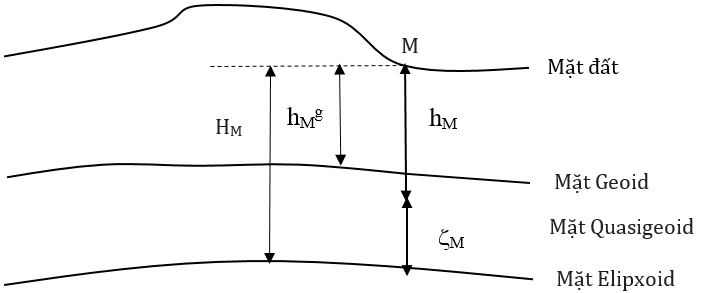 M
Mặt đất
H_M
h_M^g
h_M
Mặt Geoid
Mặt Quasigeoid
ζ_M
Mặt Elipxoid